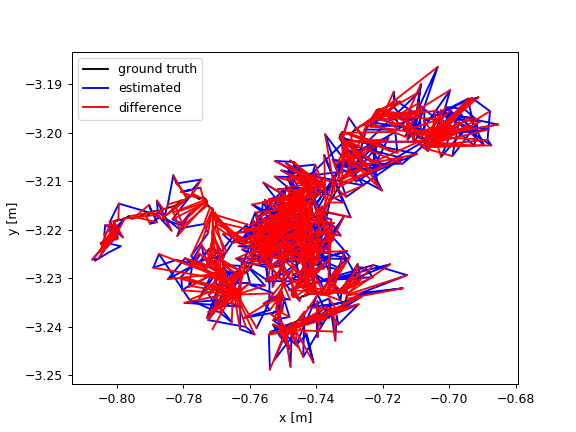 ground truth
estimated
difference
−3.19
−3.20
−3.21
−3.22
−3.23
−3.24
−3.25
y [m]
−0.80 −0.78 −0.76 −0.74 −0.72 −0.70 −0.68
x [m]